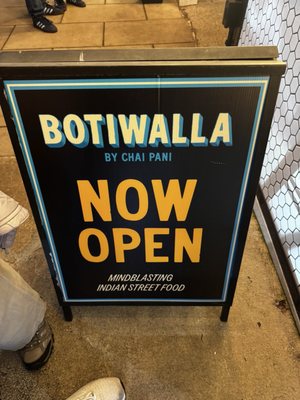 BOTIWALLA
BY CHAI PANI
NOW
OPEN
MINDBLASTING
INDIAN STREET FOOD